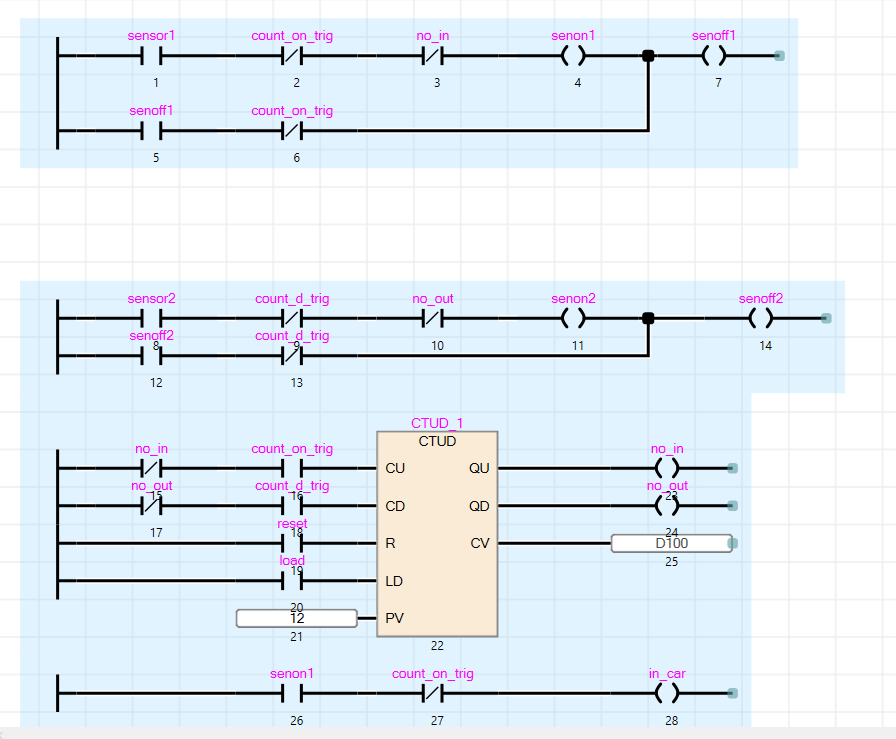 sensor1 count_on_trig no_in senon1 senoff1
1 2 3 4 7
senoff1 count_on_trig
5 6
sensor2 count_d_trig no_out senon2 senoff2
8 9 10 11 14
senoff2 count_d_trig
12 13
CTUD_1
CTUD
no_in count_on_trig CU QU no_in
15 16 23
no_out count_d_trig CD QD no_out
17 18 24
reset R CV D100
19 25
load LD
20
12 PV
21 22
senon1 count_on_trig in_car
26 27 28